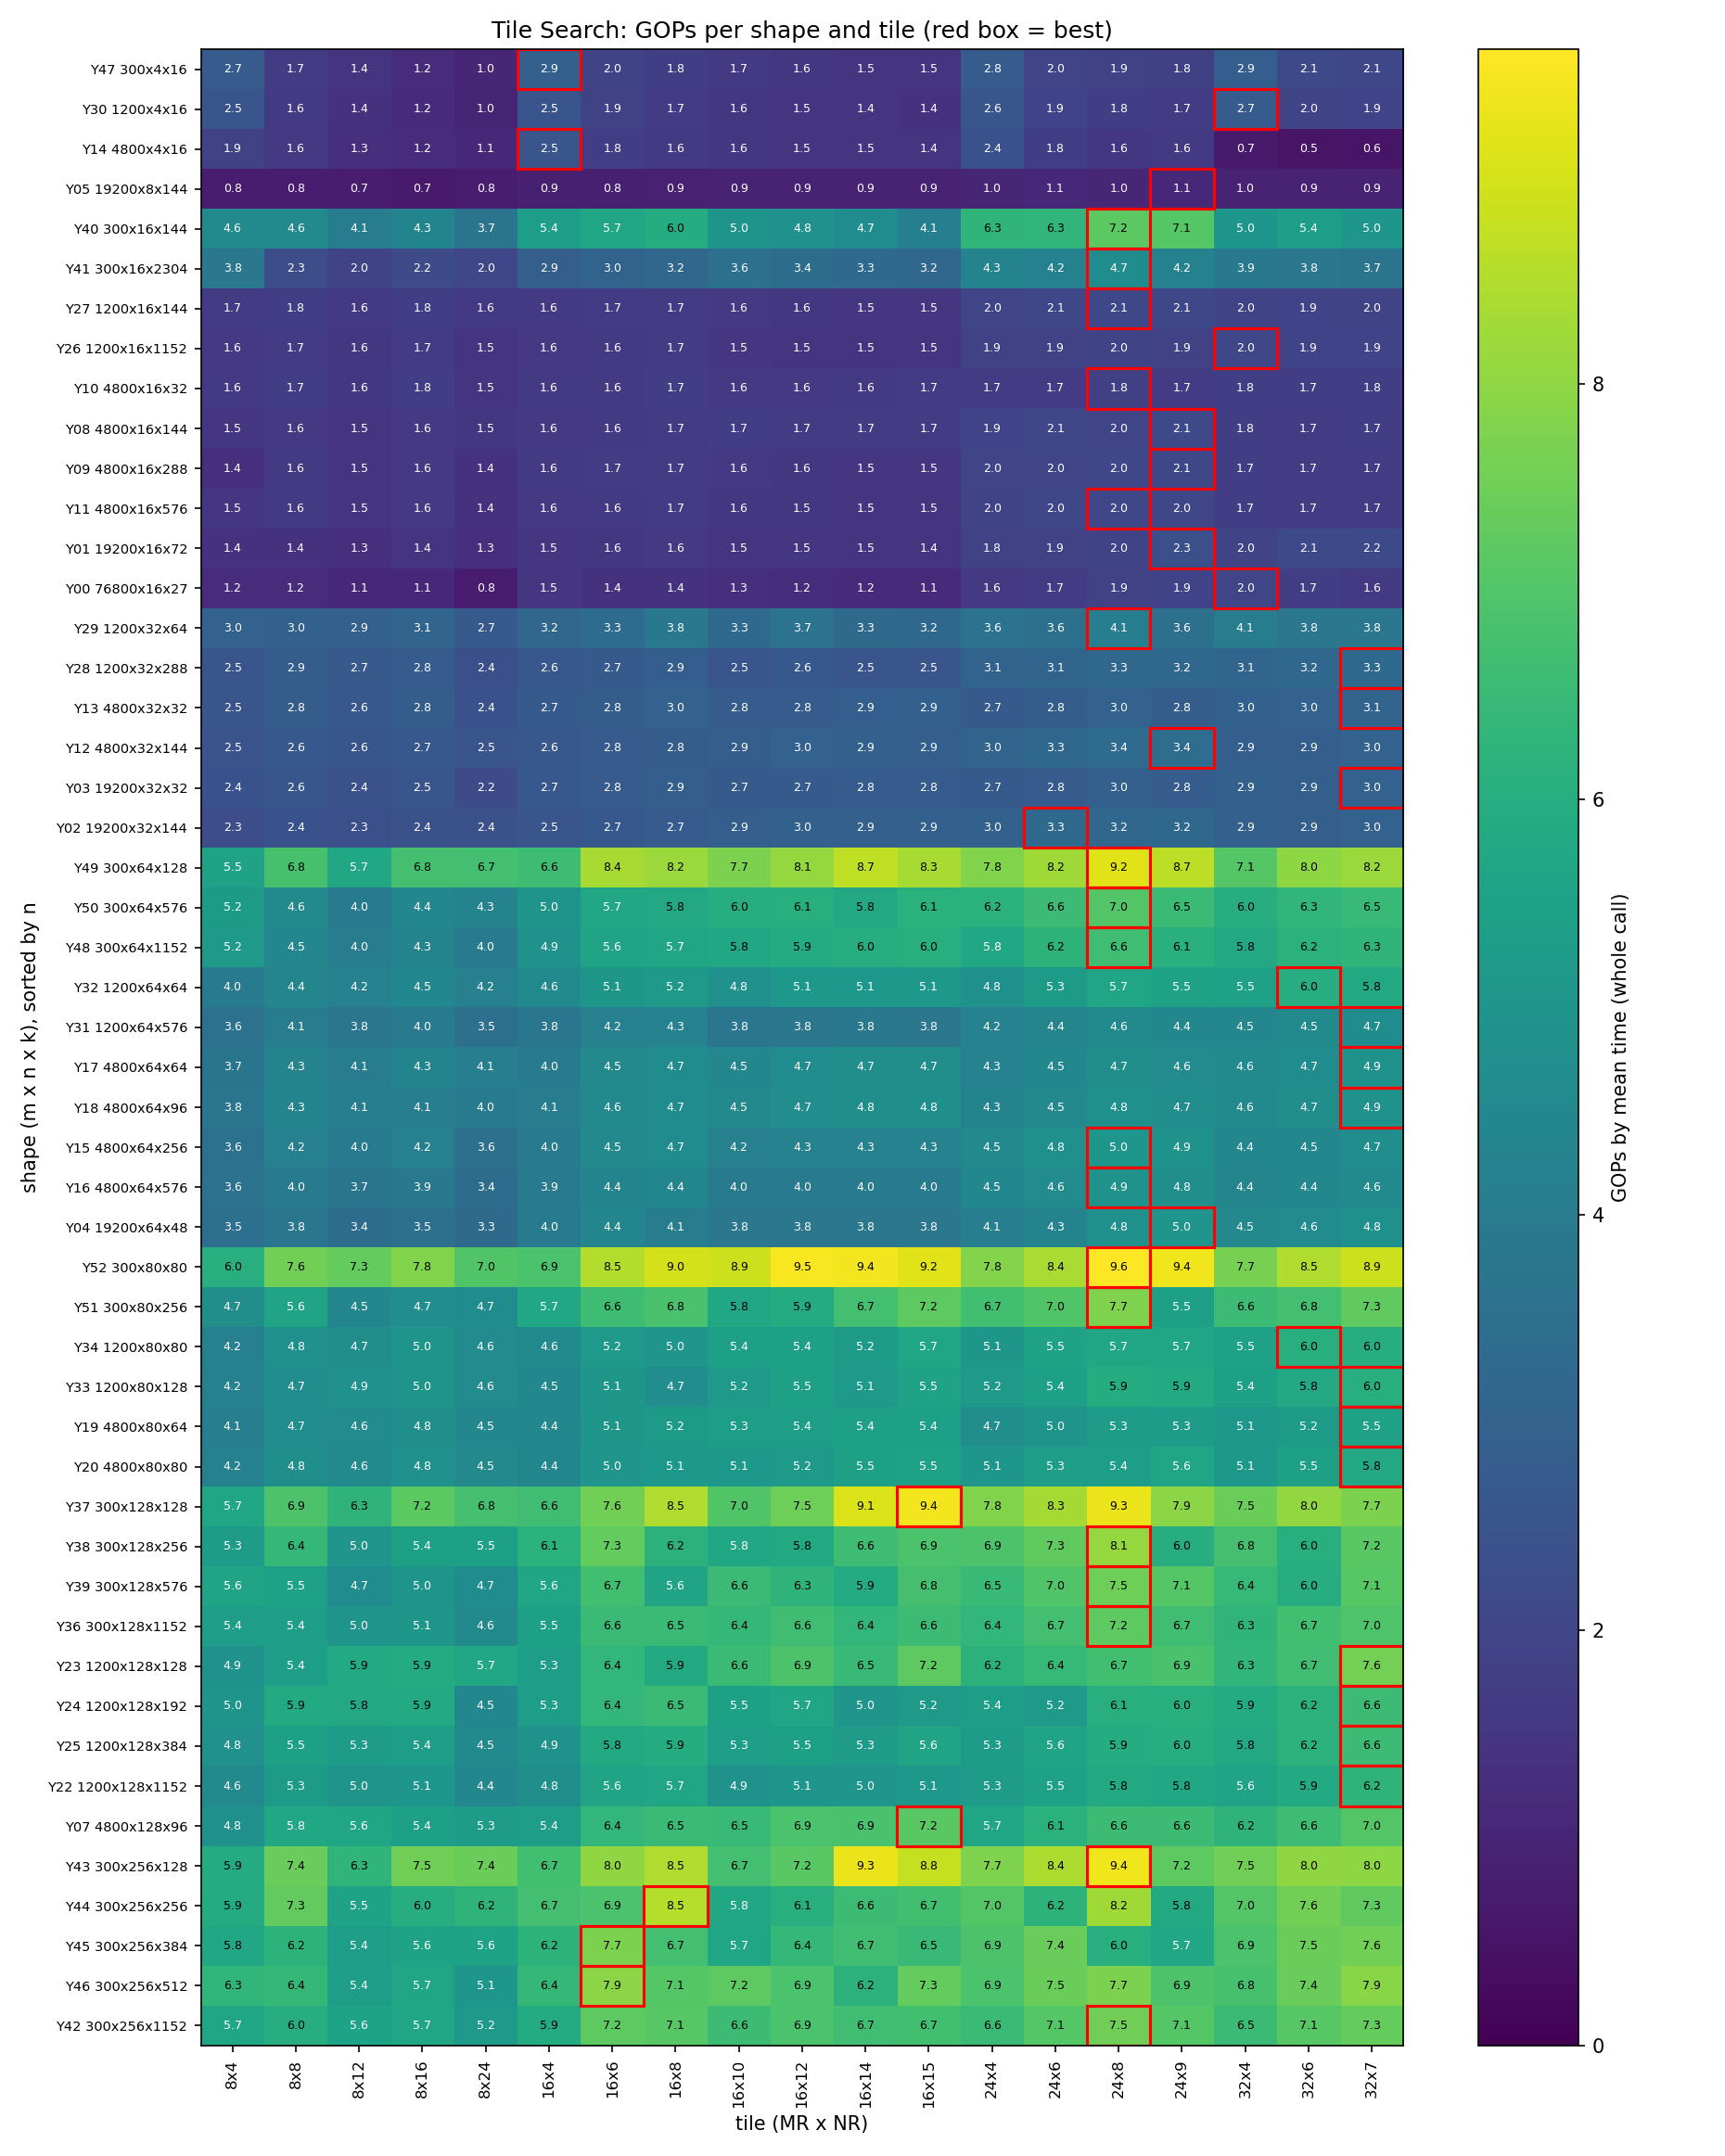 Tile Search: GOPs per shape and tile (red box = best)
Y47 300x4x16 2.7 1.7 1.4 1.2 1.0 2.9 2.0 1.8 1.7 1.6 1.5 1.5 2.8 2.0 1.9 1.8 2.9 2.1 2.1
Y30 1200x4x16 2.5 1.6 1.4 1.2 1.0 2.5 1.9 1.7 1.6 1.5 1.4 1.4 2.6 1.9 1.8 1.7 2.7 2.0 1.9
Y14 4800x4x16 1.9 1.6 1.3 1.2 1.1 2.5 1.8 1.6 1.6 1.5 1.5 1.4 2.4 1.8 1.6 1.6 0.7 0.5 0.6
Y05 19200x8x144 0.8 0.8 0.7 0.7 0.8 0.9 0.8 0.9 0.9 0.9 0.9 0.9 1.0 1.1 1.0 1.1 1.0 0.9 0.9
Y40 300x16x144 4.6 4.6 4.1 4.3 3.7 5.4 5.7 6.0 5.0 4.8 4.7 4.1 6.3 6.3 7.2 7.1 5.0 5.4 5.0
Y41 300x16x2304 3.8 2.3 2.0 2.2 2.0 2.9 3.0 3.2 3.6 3.4 3.3 3.2 4.3 4.2 4.7 4.2 3.9 3.8 3.7
Y27 1200x16x144 1.7 1.8 1.6 1.8 1.6 1.6 1.7 1.7 1.6 1.6 1.5 1.5 2.0 2.1 2.1 2.1 2.0 1.9 2.0
Y26 1200x16x1152 1.6 1.7 1.6 1.7 1.5 1.6 1.6 1.7 1.5 1.5 1.5 1.5 1.9 1.9 2.0 1.9 2.0 1.9 1.9
Y10 4800x16x32 1.6 1.7 1.6 1.8 1.5 1.6 1.6 1.7 1.6 1.6 1.6 1.7 1.7 1.7 1.8 1.7 1.8 1.7 1.8
Y08 4800x16x144 1.5 1.6 1.5 1.6 1.5 1.6 1.6 1.7 1.7 1.7 1.7 1.7 1.9 2.1 2.0 2.1 1.8 1.7 1.7
Y09 4800x16x288 1.4 1.6 1.5 1.6 1.4 1.6 1.7 1.7 1.6 1.6 1.5 1.5 2.0 2.0 2.0 2.1 1.7 1.7 1.7
Y11 4800x16x576 1.5 1.6 1.5 1.6 1.4 1.6 1.6 1.7 1.6 1.5 1.5 1.5 2.0 2.0 2.0 2.0 1.7 1.7 1.7
Y01 19200x16x72 1.4 1.4 1.3 1.4 1.3 1.5 1.6 1.6 1.5 1.5 1.5 1.4 1.8 1.9 2.0 2.3 2.0 2.1 2.2
Y00 76800x16x27 1.2 1.2 1.1 1.1 0.8 1.5 1.4 1.4 1.3 1.2 1.2 1.1 1.6 1.7 1.9 1.9 2.0 1.7 1.6
Y29 1200x32x64 3.0 3.0 2.9 3.1 2.7 3.2 3.3 3.8 3.3 3.7 3.3 3.2 3.6 3.6 4.1 3.6 4.1 3.8 3.8
Y28 1200x32x288 2.5 2.9 2.7 2.8 2.4 2.6 2.7 2.9 2.5 2.6 2.5 2.5 3.1 3.1 3.3 3.2 3.1 3.2 3.3
Y13 4800x32x32 2.5 2.8 2.6 2.8 2.4 2.7 2.8 3.0 2.8 2.8 2.9 2.9 2.7 2.8 3.0 2.8 3.0 3.0 3.1
Y12 4800x32x144 2.5 2.6 2.6 2.7 2.5 2.6 2.8 2.8 2.9 3.0 2.9 2.9 3.0 3.3 3.4 3.4 2.9 2.9 3.0
Y03 19200x32x32 2.4 2.6 2.4 2.5 2.2 2.7 2.8 2.9 2.7 2.7 2.8 2.8 2.7 2.8 3.0 2.8 2.9 2.9 3.0
Y02 19200x32x144 2.3 2.4 2.3 2.4 2.4 2.5 2.7 2.7 2.9 3.0 2.9 2.9 3.0 3.3 3.2 3.2 2.9 2.9 3.0
Y49 300x64x128 5.5 6.8 5.7 6.8 6.7 6.6 8.4 8.2 7.7 8.1 8.7 8.3 7.8 8.2 9.2 8.7 7.1 8.0 8.2
Y50 300x64x576 5.2 4.6 4.0 4.4 4.3 5.0 5.7 5.8 6.0 6.1 5.8 6.1 6.2 6.6 7.0 6.5 6.0 6.3 6.5
Y48 300x64x1152 5.2 4.5 4.0 4.3 4.0 4.9 5.6 5.7 5.8 5.9 6.0 6.0 5.8 6.2 6.6 6.1 5.8 6.2 6.3
Y32 1200x64x64 4.0 4.4 4.2 4.5 4.2 4.6 5.1 5.2 4.8 5.1 5.1 5.1 4.8 5.3 5.7 5.5 5.5 6.0 5.8
Y31 1200x64x576 3.6 4.1 3.8 4.0 3.5 3.8 4.2 4.3 3.8 3.8 3.8 3.8 4.2 4.4 4.6 4.4 4.5 4.5 4.7
Y17 4800x64x64 3.7 4.3 4.1 4.3 4.1 4.0 4.5 4.7 4.5 4.7 4.7 4.7 4.3 4.5 4.7 4.6 4.6 4.7 4.9
Y18 4800x64x96 3.8 4.3 4.1 4.1 4.0 4.1 4.6 4.7 4.5 4.7 4.8 4.8 4.3 4.5 4.8 4.7 4.6 4.7 4.9
Y15 4800x64x256 3.6 4.2 4.0 4.2 3.6 4.0 4.5 4.7 4.2 4.3 4.3 4.3 4.5 4.8 5.0 4.9 4.4 4.5 4.7
Y16 4800x64x576 3.6 4.0 3.7 3.9 3.4 3.9 4.4 4.4 4.0 4.0 4.0 4.0 4.5 4.6 4.9 4.8 4.4 4.4 4.6
Y04 19200x64x48 3.5 3.8 3.4 3.5 3.3 4.0 4.4 4.1 3.8 3.8 3.8 3.8 4.1 4.3 4.8 5.0 4.5 4.6 4.8
Y52 300x80x80 6.0 7.6 7.3 7.8 7.0 6.9 8.5 9.0 8.9 9.5 9.4 9.2 7.8 8.4 9.6 9.4 7.7 8.5 8.9
Y51 300x80x256 4.7 5.6 4.5 4.7 4.7 5.7 6.6 6.8 5.8 5.9 6.7 7.2 6.7 7.0 7.7 5.5 6.6 6.8 7.3
Y34 1200x80x80 4.2 4.8 4.7 5.0 4.6 4.6 5.2 5.0 5.4 5.4 5.2 5.7 5.1 5.5 5.7 5.7 5.5 6.0 6.0
Y33 1200x80x128 4.2 4.7 4.9 5.0 4.6 4.5 5.1 4.7 5.2 5.5 5.1 5.5 5.2 5.4 5.9 5.9 5.4 5.8 6.0
Y19 4800x80x64 4.1 4.7 4.6 4.8 4.5 4.4 5.1 5.2 5.3 5.4 5.4 5.4 4.7 5.0 5.3 5.3 5.1 5.2 5.5
Y20 4800x80x80 4.2 4.8 4.6 4.8 4.5 4.4 5.0 5.1 5.1 5.2 5.5 5.5 5.1 5.3 5.4 5.6 5.1 5.5 5.8
Y37 300x128x128 5.7 6.9 6.3 7.2 6.8 6.6 7.6 8.5 7.0 7.5 9.1 9.4 7.8 8.3 9.3 7.9 7.5 8.0 7.7
Y38 300x128x256 5.3 6.4 5.0 5.4 5.5 6.1 7.3 6.2 5.8 5.8 6.6 6.9 6.9 7.3 8.1 6.0 6.8 6.0 7.2
Y39 300x128x576 5.6 5.5 4.7 5.0 4.7 5.6 6.7 5.6 6.6 6.3 5.9 6.8 6.5 7.0 7.5 7.1 6.4 6.0 7.1
Y36 300x128x1152 5.4 5.4 5.0 5.1 4.6 5.5 6.6 6.5 6.4 6.6 6.4 6.6 6.4 6.7 7.2 6.7 6.3 6.7 7.0
Y23 1200x128x128 4.9 5.4 5.9 5.9 5.7 5.3 6.4 5.9 6.6 6.9 6.5 7.2 6.2 6.4 6.7 6.9 6.3 6.7 7.6
Y24 1200x128x192 5.0 5.9 5.8 5.9 4.5 5.3 6.4 6.5 5.5 5.7 5.0 5.2 5.4 5.2 6.1 6.0 5.9 6.2 6.6
Y25 1200x128x384 4.8 5.5 5.3 5.4 4.5 4.9 5.8 5.9 5.3 5.5 5.3 5.6 5.3 5.6 5.9 6.0 5.8 6.2 6.6
Y22 1200x128x1152 4.6 5.3 5.0 5.1 4.4 4.8 5.6 5.7 4.9 5.1 5.0 5.1 5.3 5.5 5.8 5.8 5.6 5.9 6.2
Y07 4800x128x96 4.8 5.8 5.6 5.4 5.3 5.4 6.4 6.5 6.5 6.9 6.9 7.2 5.7 6.1 6.6 6.6 6.2 6.6 7.0
Y43 300x256x128 5.9 7.4 6.3 7.5 7.4 6.7 8.0 8.5 6.7 7.2 9.3 8.8 7.7 8.4 9.4 7.2 7.5 8.0 8.0
Y44 300x256x256 5.9 7.3 5.5 6.0 6.2 6.7 6.9 8.5 5.8 6.1 6.6 6.7 7.0 6.2 8.2 5.8 7.0 7.6 7.3
Y45 300x256x384 5.8 6.2 5.4 5.6 5.6 6.2 7.7 6.7 5.7 6.4 6.7 6.5 6.9 7.4 6.0 5.7 6.9 7.5 7.6
Y46 300x256x512 6.3 6.4 5.4 5.7 5.1 6.4 7.9 7.1 7.2 6.9 6.2 7.3 6.9 7.5 7.7 6.9 6.8 7.4 7.9
Y42 300x256x1152 5.7 6.0 5.6 5.7 5.2 5.9 7.2 7.1 6.6 6.9 6.7 6.7 6.6 7.1 7.5 7.1 6.5 7.1 7.3
8x4 8x8 8x12 8x16 8x24 16x4 16x6 16x8 16x10 16x12 16x14 16x15 24x4 24x6 24x8 24x9 32x4 32x6 32x7
tile (MR x NR)
shape (m x n x k), sorted by n
8
6
4
2
0
GOPs by mean time (whole call)